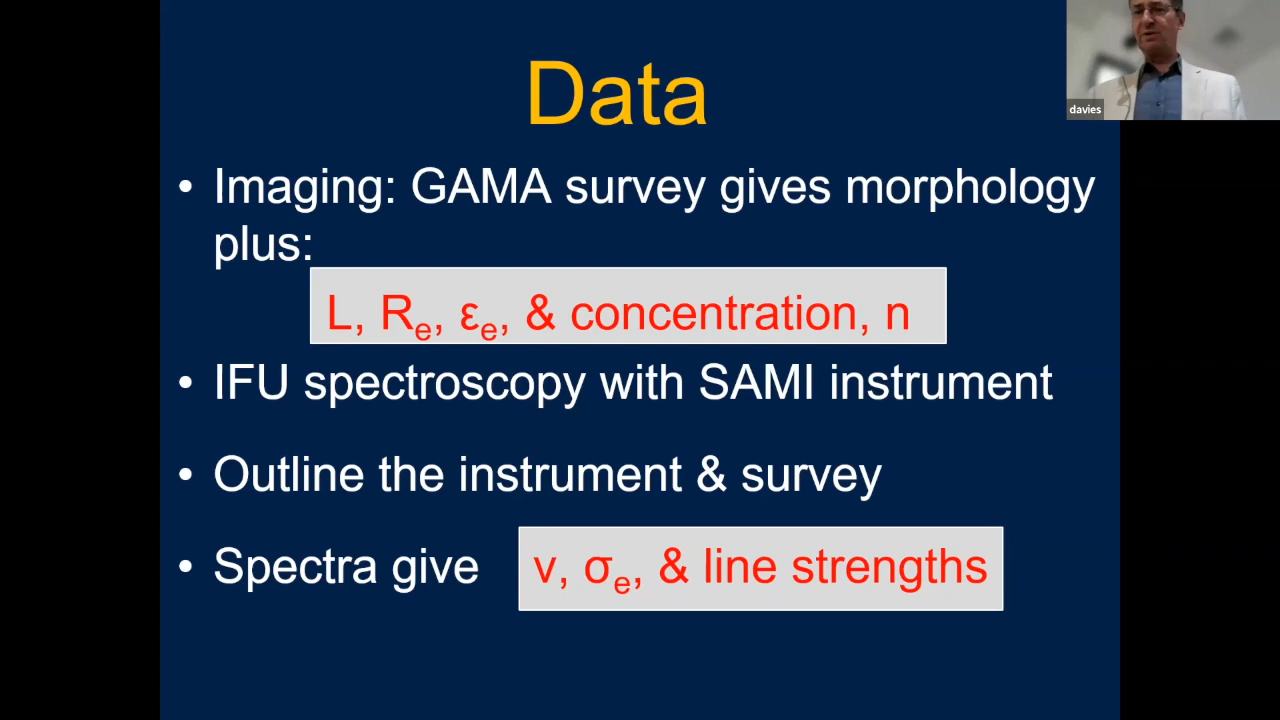 Data
davies
• Imaging: GAMA survey gives morphology
plus:
L, Rₑ, εₑ, & concentration, n
• IFU spectroscopy with SAMI instrument
• Outline the instrument & survey
• Spectra give v, σₑ, & line strengths